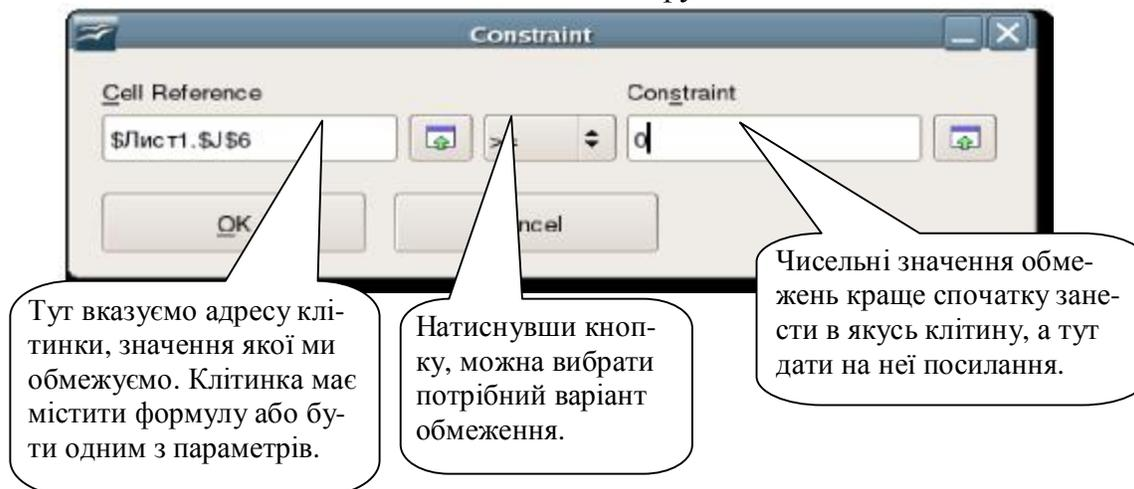 Constraint
Cell Reference
Constraint
$Лист1.$J$6
0
OK
Тут вказуємо адресу клі-
тинки, значення якої ми
обмежуємо. Клітинка має
містити формулу або бу-
ти одним з параметрів.
Натиснувши кноп-
ку, можна вибрати
потрібний варіант
обмеження.
Чисельні значення обме-
жень краще спочатку зане-
сти в якусь клітину, а тут
дати на неї посилання.